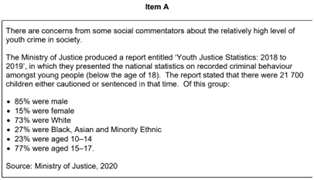 Item A
There are concerns from some social commentators about the relatively high level of
youth crime in society.
The Ministry of Justice produced a report entitled 'Youth Justice Statistics: 2018 to
2019', in which they presented the national statistics on recorded criminal behaviour
amongst young people (below the age of 18). The report stated that there were 21 700
children either cautioned or sentenced in that time. Of this group:
• 85% were male
• 15% were female
• 73% were White
• 27% were Black, Asian and Minority Ethnic
• 23% were aged 10–14
• 77% were aged 15–17.
Source: Ministry of Justice, 2020